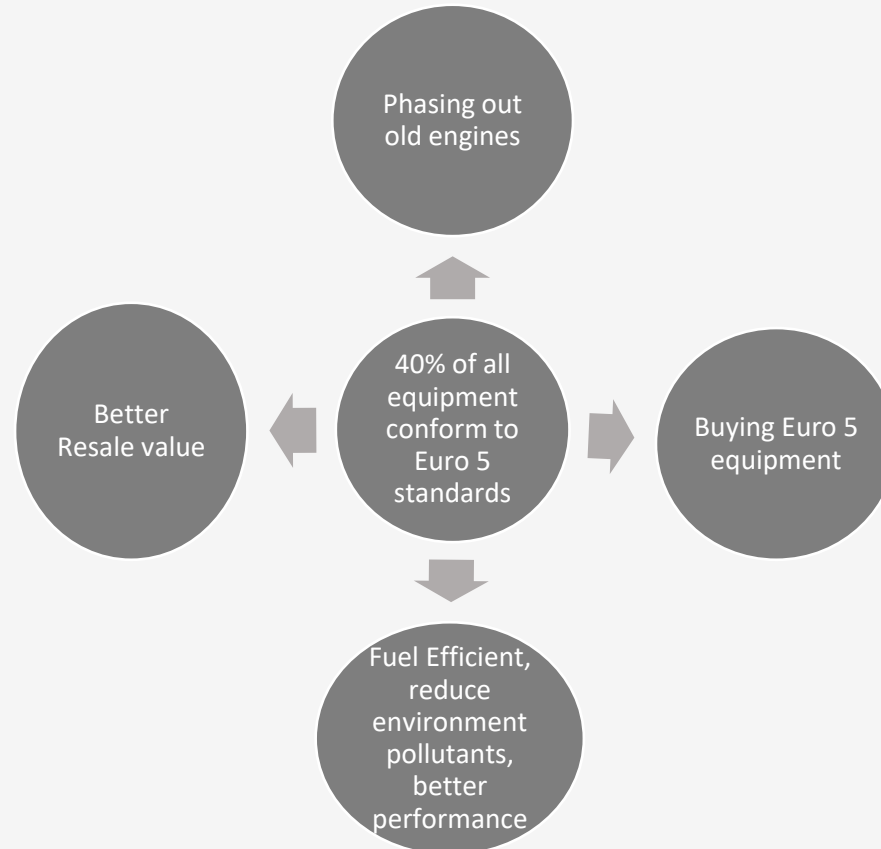 Phasing out
old engines
Better
Resale value
40% of all
equipment
conform to
Euro 5
standards
Buying Euro 5
equipment
Fuel Efficient,
reduce
environment
pollutants,
better
performance